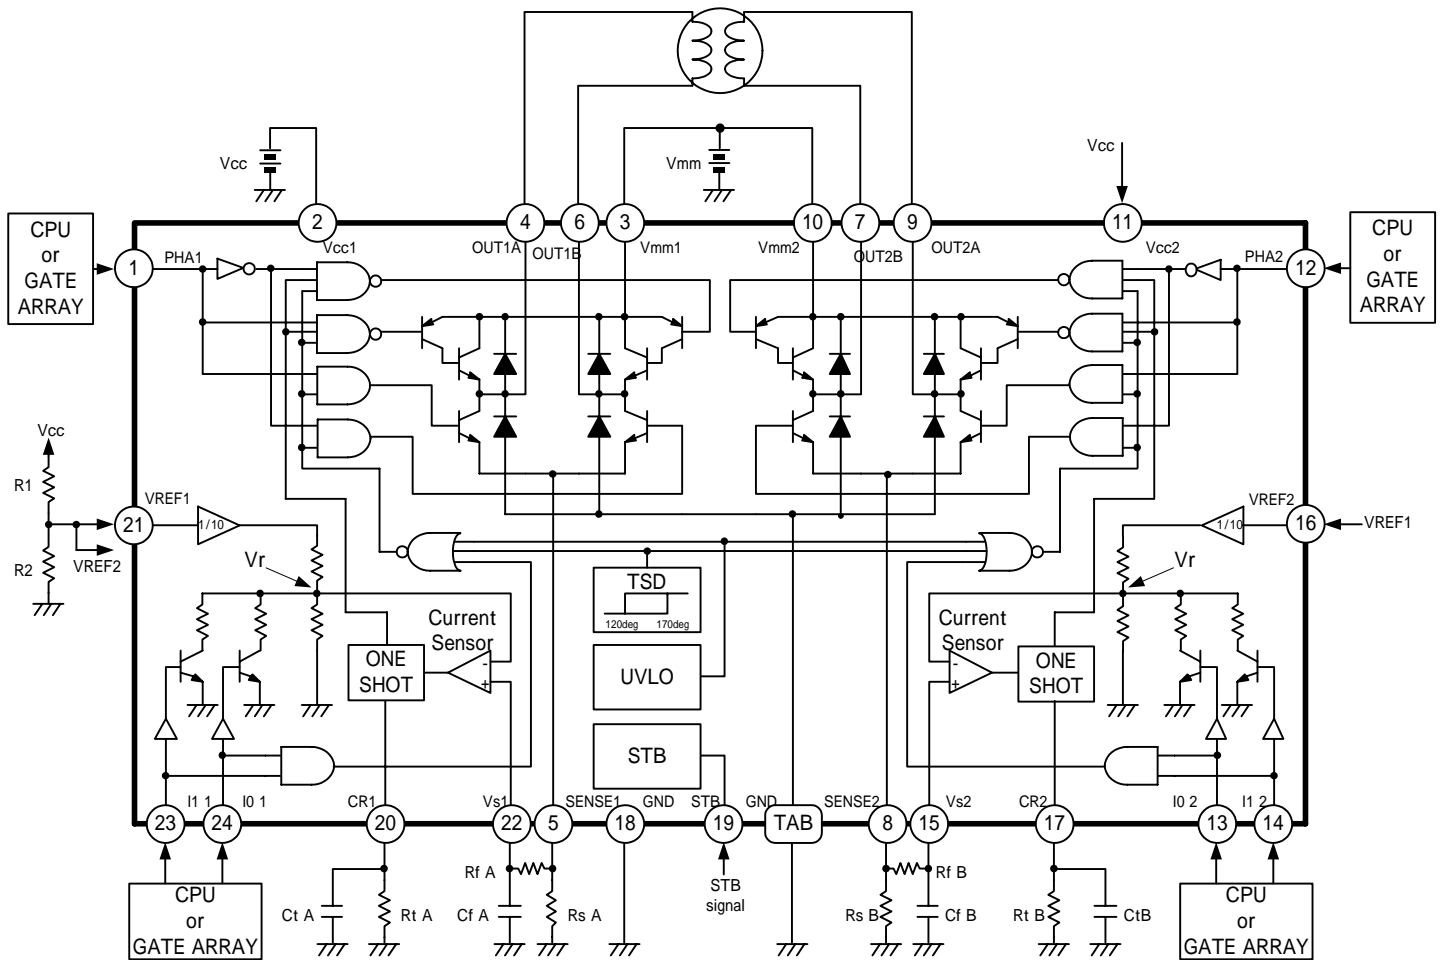 Vcc
Vmm
Vcc
CPU
or
GATE
ARRAY
CPU
or
GATE
ARRAY
2
4
6
3
10
7
9
11
Vcc1
OUT1A
OUT1B
Vmm1
Vmm2
OUT2B
OUT2A
Vcc2
1
PHA1
PHA2
12
Vcc
R1
21
VREF1
1/10
R2
VREF2
VREF2
1/10
16
VREF1
Vr
Vr
TSD
120deg
170deg
Current
Sensor
Current
Sensor
ONE
SHOT
-
+
UVLO
-
+
ONE
SHOT
STB
I1 1
I0 1
CR1
Vs1
SENSE1
GND
STB
GND
SENSE2
Vs2
CR2
I0 2
I1 2
23
24
20
22
5
18
19
TAB
8
15
17
13
14
Rf A
Rf B
STB
signal
CPU
or
GATE ARRAY
Ct A
Rt A
Cf A
Rs A
Rs B
Cf B
Rt B
CtB
CPU
or
GATE ARRAY